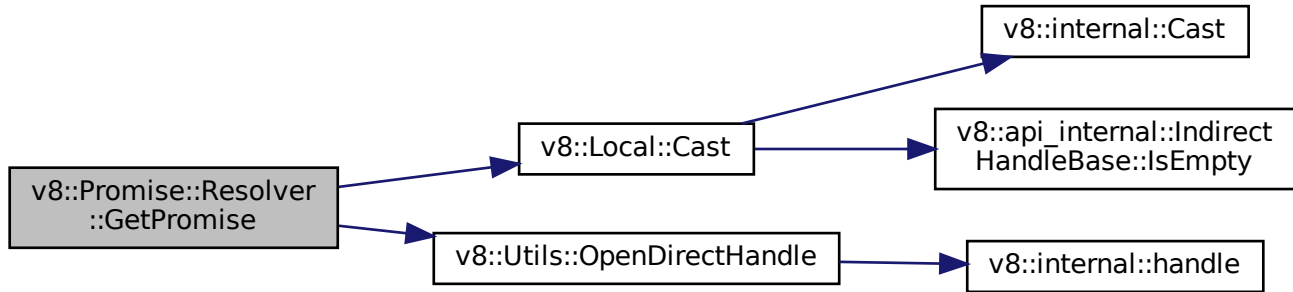 v8::Promise::Resolver
::GetPromise
v8::Local::Cast
v8::internal::Cast
v8::api_internal::Indirect
HandleBase::IsEmpty
v8::Utils::OpenDirectHandle
v8::internal::handle